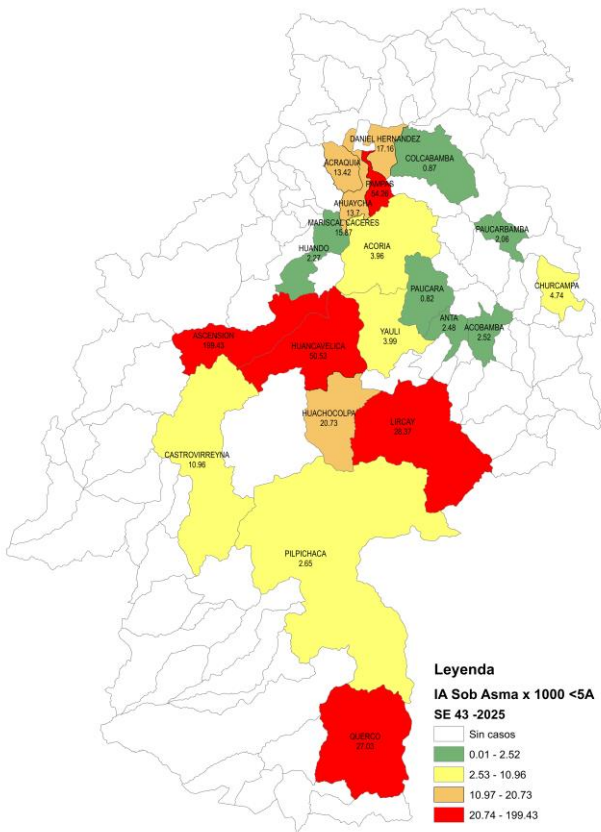 DANIEL HERNANDEZ
17.16
COLCABAMBA
0.87
ACRAQUIA
13.42
PAMPAS
AHUAYCHA
13.7
MARISCAL CACERES
15.87
PAUCARBAMBA
2.06
HUANDO
2.27
ACORIA
3.96
CHURCAMPA
4.74
PAUCARA
0.82
ANTA
2.48
ACOBAMBA
2.52
YAULI
3.99
ASCENSION
199.43
HUANCAVELICA
50.53
HUACHOCOLPA
20.73
LIRCAY
CASTROVIRREYNA
10.96
PILPICHACA
2.65
QUERCO
27.03
Leyenda
IA Sob Asma x 1000 <5A
SE 43 -2025
Sin casos
0.01 - 2.52
2.53 - 10.96
10.97 - 20.73
20.74 - 199.43